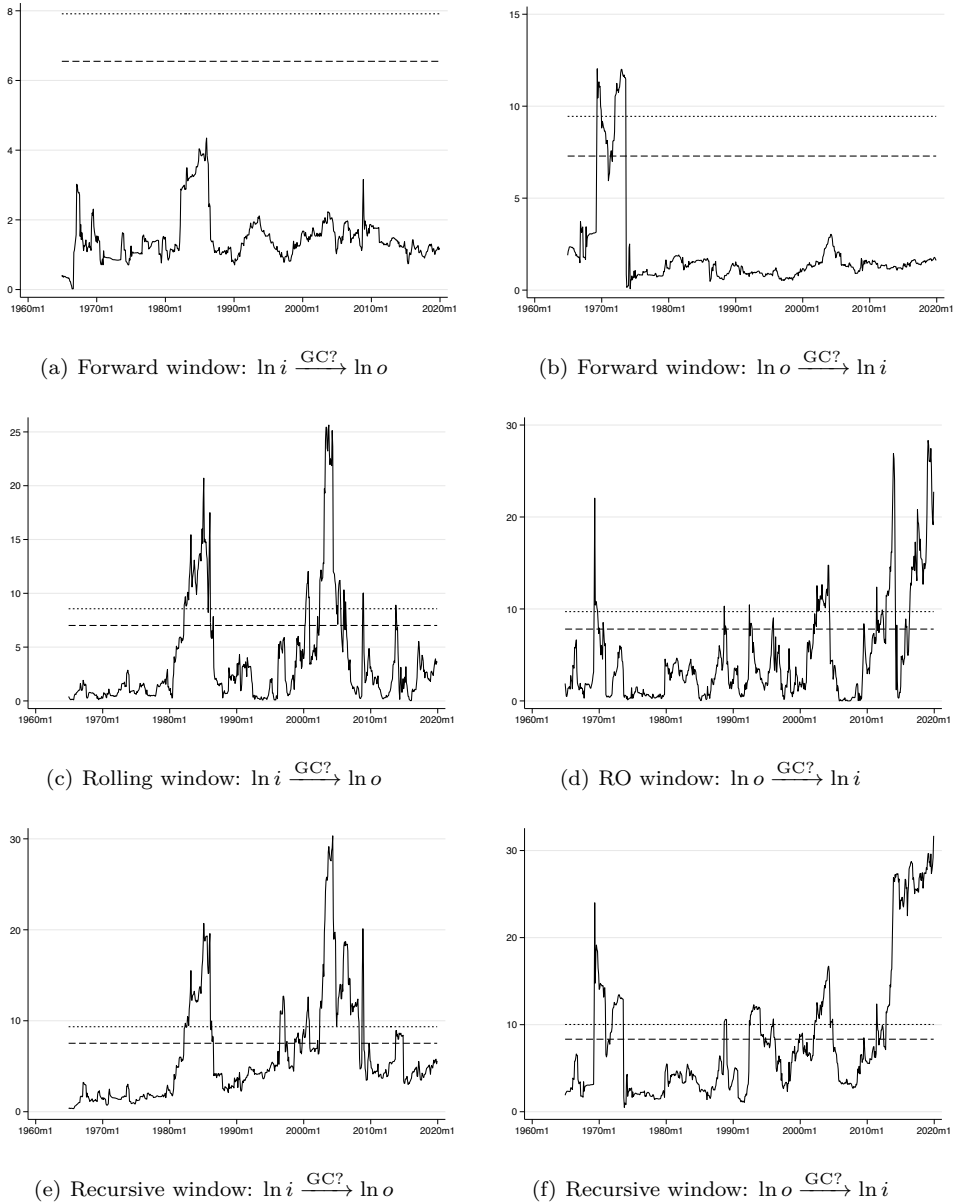 8
6
4
2
0
1960m1 1970m1 1980m1 1990m1 2000m1 2010m1 2020m1
(a) Forward window: ln i GC?→ ln o
15
10
5
0
1960m1 1970m1 1980m1 1990m1 2000m1 2010m1 2020m1
(b) Forward window: ln o GC?→ ln i
25
20
15
10
5
0
1960m1 1970m1 1980m1 1990m1 2000m1 2010m1 2020m1
(c) Rolling window: ln i GC?→ ln o
30
20
10
0
1960m1 1970m1 1980m1 1990m1 2000m1 2010m1 2020m1
(d) RO window: ln o GC?→ ln i
30
20
10
0
1960m1 1970m1 1980m1 1990m1 2000m1 2010m1 2020m1
(e) Recursive window: ln i GC?→ ln o
30
20
10
0
1960m1 1970m1 1980m1 1990m1 2000m1 2010m1 2020m1
(f) Recursive window: ln o GC?→ ln i